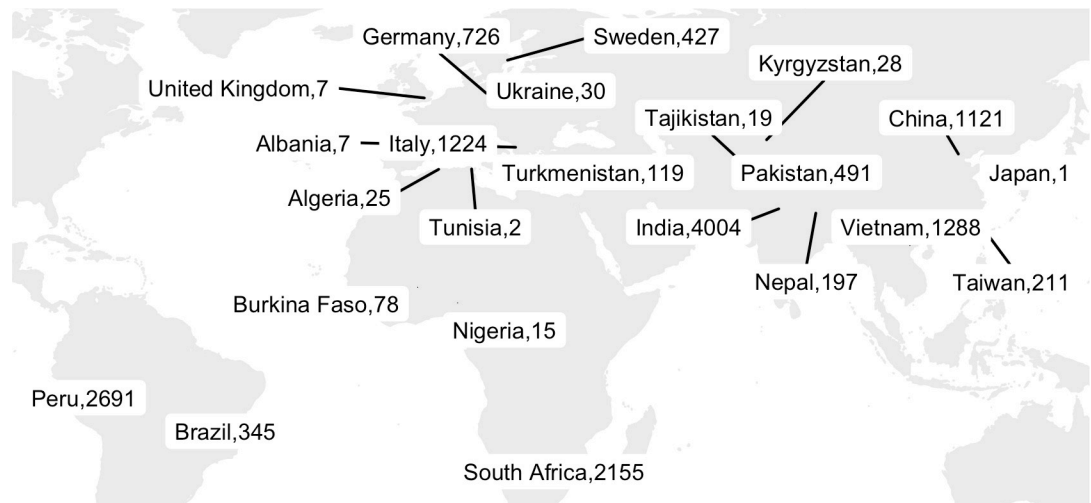 Germany,726
Sweden,427
Kyrgyzstan,28
United Kingdom,7
Ukraine,30
Tajikistan,19
China,1121
Albania,7
Italy,1224
Turkmenistan,119
Pakistan,491
Japan,1
Algeria,25
Tunisia,2
India,4004
Vietnam,1288
Nepal,197
Taiwan,211
Burkina Faso,78
Nigeria,15
Peru,2691
Brazil,345
South Africa,2155